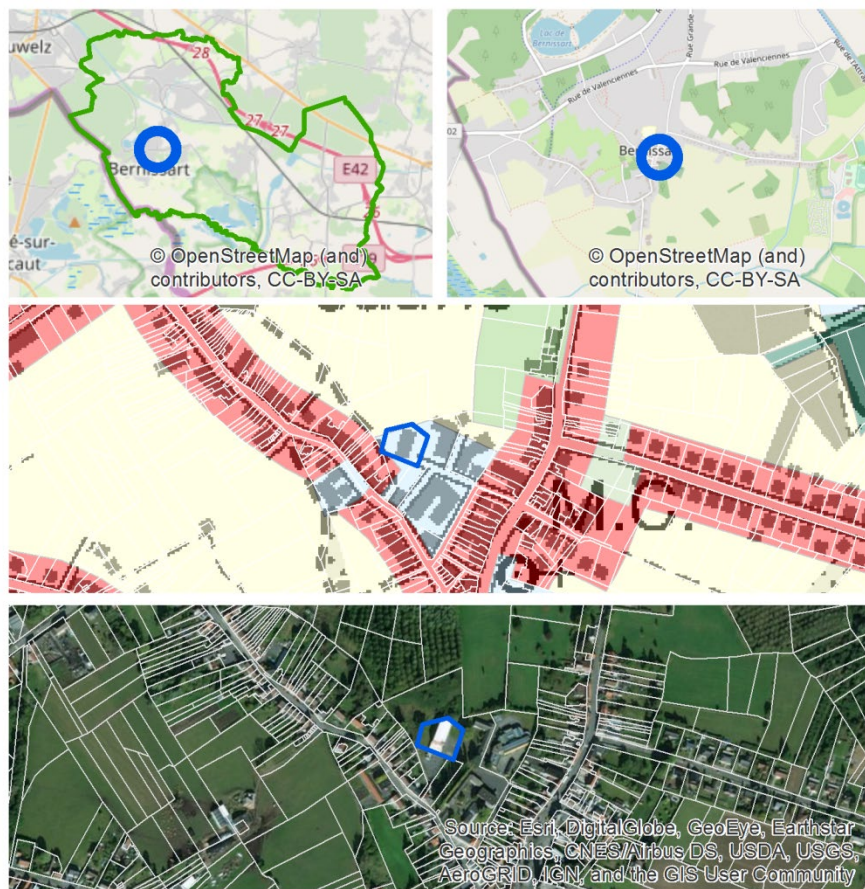 uwelz
28
27
27
Bernissart
E42
é-sur-
caut
© OpenStreetMap (and)
contributors, CC-BY-SA
Lac de
Bernissart
Rue Grande
Rue de Valenciennes
Rue de Valenciennes
02
© OpenStreetMap (and)
contributors, CC-BY-SA
M.C.
Source: Esri, DigitalGlobe, GeoEye, Earthstar
Geographics, CNES/Airbus DS, USDA, USGS,
AeroGRID, IGN, and the GIS User Community